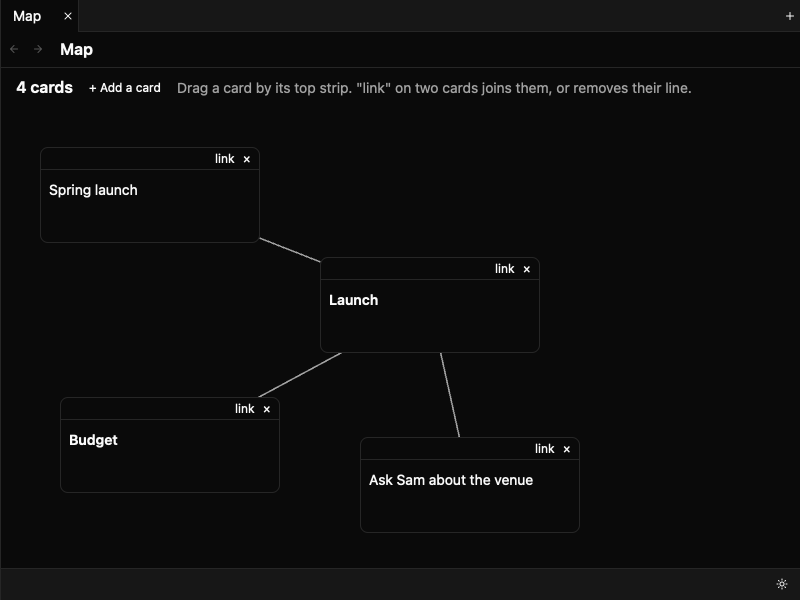 Map ×
+
← → Map
4 cards + Add a card Drag a card by its top strip. "link" on two cards joins them, or removes their line.
link ×
Spring launch
link ×
Launch
link ×
Budget
link ×
Ask Sam about the venue